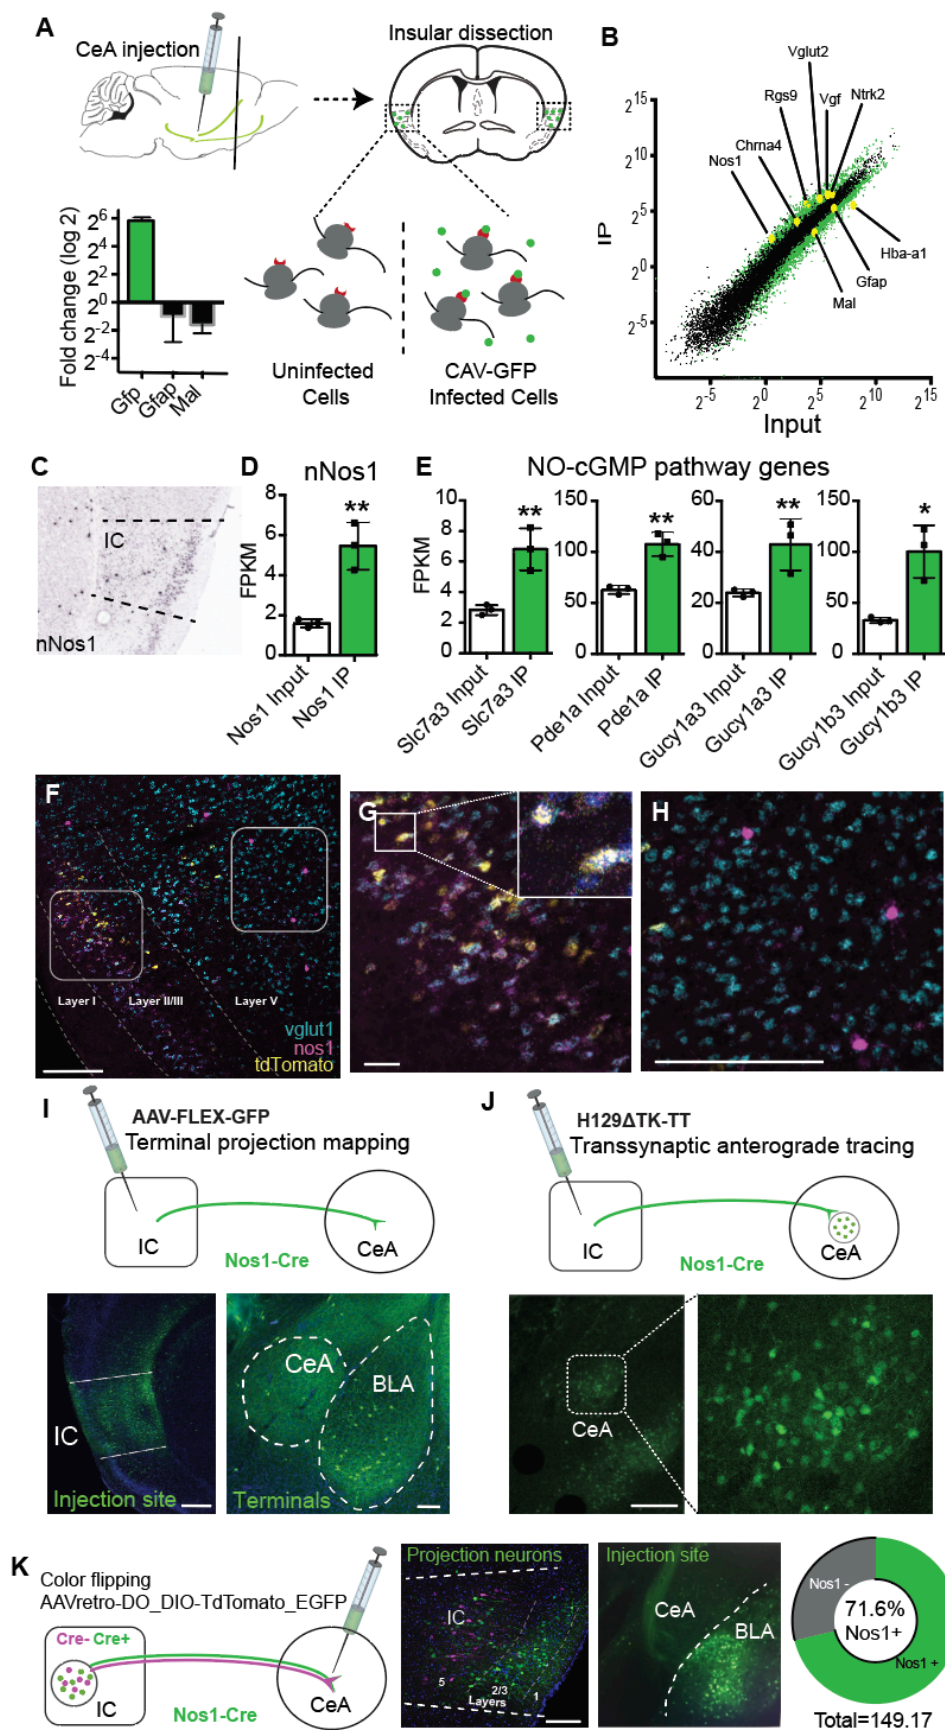 A
CeA injection
Insular dissection
Fold change (log 2)
2^6
2^4
2^2
2^0
2^-2
2^-4
Gfp
Gfap
Mal
Uninfected
Cells
CAV-GFP
Infected Cells
B
Vglut2
Rgs9
Vgf
Ntrk2
Chrna4
Nos1
Hba-a1
Gfap
Mal
IP
2^15
2^10
2^5
2^0
2^-5
2^-5
2^0
2^5
2^10
2^15
Input
C
IC
nNos1
D
nNos1
FPKM
8
6
4
2
0
**
Nos1 Input
Nos1 IP
E
NO-cGMP pathway genes
FPKM
10
8
6
4
2
0
**
Slc7a3 Input
Slc7a3 IP
150
100
50
0
**
Pde1a Input
Pde1a IP
60
40
20
0
**
Gucy1a3 Input
Gucy1a3 IP
150
100
50
0
*
Gucy1b3 Input
Gucy1b3 IP
F
Layer I
Layer II/III
Layer V
vglut1
nos1
tdTomato
G
H
I
AAV-FLEX-GFP
Terminal projection mapping
IC
CeA
Nos1-Cre
IC
Injection site
CeA
BLA
Terminals
J
H129ΔTK-TT
Transsynaptic anterograde tracing
IC
CeA
Nos1-Cre
CeA
K
Color flipping
AAVretro-DO_DIO-TdTomato_EGFP
Cre- Cre+
IC
CeA
Nos1-Cre
Projection neurons
IC
5
2/3
Layers
1
Injection site
CeA
BLA
Nos1 -
71.6%
Nos1+
Nos1 +
Total=149.17